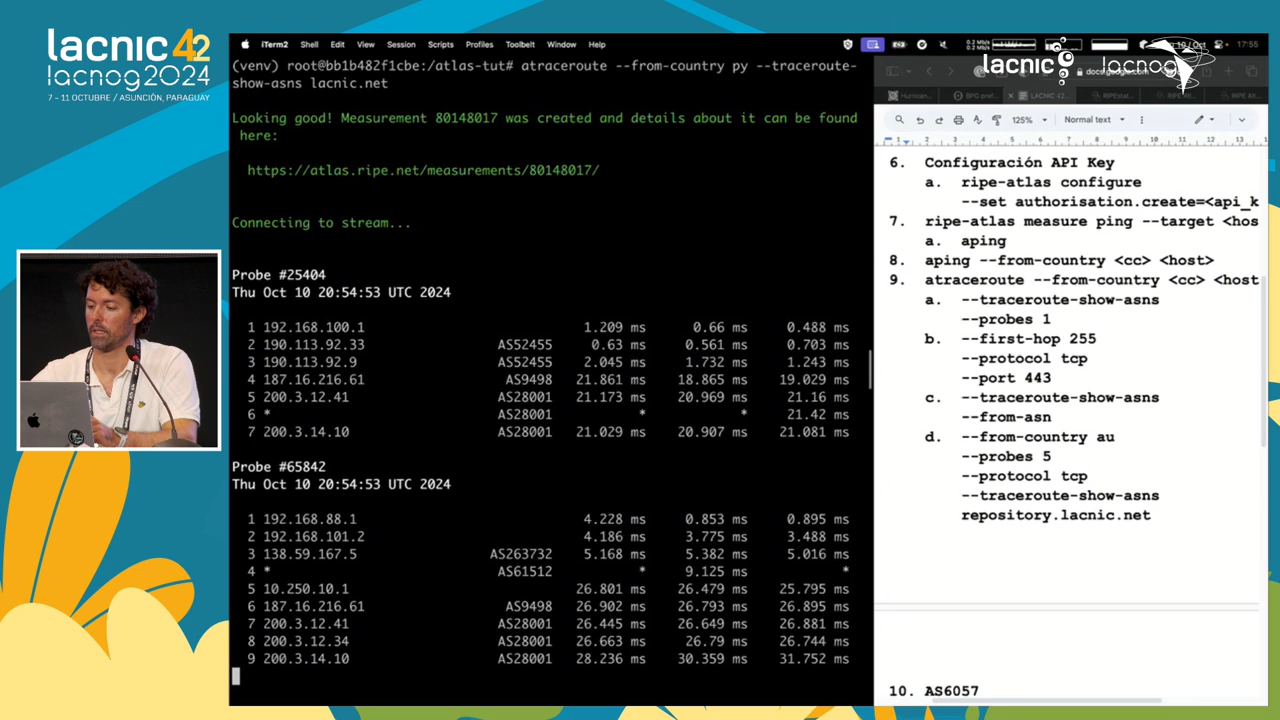 lacnic 42
lacnog2024
7 - 11 OCTUBRE / ASUNCIÓN, PARAGUAY
iTerm2 Shell Edit View Session Scripts Profiles Toolbelt Window Help
17:55
lacnic lacnog
docs.google.com
125% Normal text
(venv) root@bb1b482f1cbe:/atlas-tut# atraceroute --from-country py --traceroute-
show-asns lacnic.net
Looking good! Measurement 80148017 was created and details about it can be found
here:
https://atlas.ripe.net/measurements/80148017/
Connecting to stream...
Probe #25404
Thu Oct 10 20:54:53 UTC 2024
1 192.168.100.1 1.209 ms 0.66 ms 0.488 ms
2 190.113.92.33 AS52455 0.63 ms 0.561 ms 0.703 ms
3 190.113.92.9 AS52455 2.045 ms 1.732 ms 1.243 ms
4 187.16.216.61 AS9498 21.861 ms 18.865 ms 19.029 ms
5 200.3.12.41 AS28001 21.173 ms 20.969 ms 21.16 ms
6 * AS28001 * * 21.42 ms
7 200.3.14.10 AS28001 21.029 ms 20.907 ms 21.081 ms
Probe #65842
Thu Oct 10 20:54:53 UTC 2024
1 192.168.88.1 4.228 ms 0.853 ms 0.895 ms
2 192.168.101.2 4.186 ms 3.775 ms 3.488 ms
3 138.59.167.5 AS263732 5.168 ms 5.382 ms 5.016 ms
4 * AS61512 * 9.125 ms *
5 10.250.10.1 26.801 ms 26.479 ms 25.795 ms
6 187.16.216.61 AS9498 26.902 ms 26.793 ms 26.895 ms
7 200.3.12.41 AS28001 26.445 ms 26.649 ms 26.881 ms
8 200.3.12.34 AS28001 26.663 ms 26.79 ms 26.744 ms
9 200.3.14.10 AS28001 28.236 ms 30.359 ms 31.752 ms
6. Configuración API Key
a. ripe-atlas configure
--set authorisation.create=<api_k
7. ripe-atlas measure ping --target <hos
a. aping
8. aping --from-country <cc> <host>
9. atraceroute --from-country <cc> <host
a. --traceroute-show-asns
--probes 1
b. --first-hop 255
--protocol tcp
--port 443
c. --traceroute-show-asns
--from-asn
d. --from-country au
--probes 5
--protocol tcp
--traceroute-show-asns
repository.lacnic.net
10. AS6057